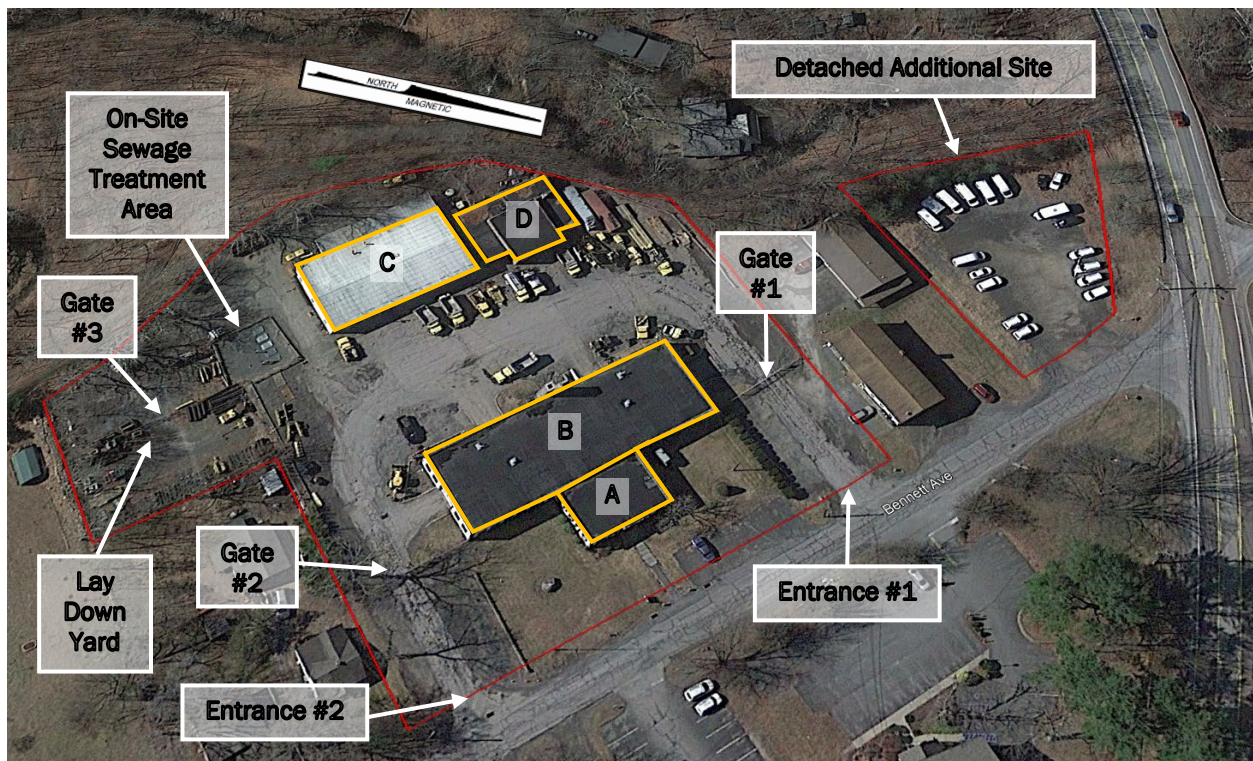 NORTH
MAGNETIC
Detached Additional Site
On-Site
Sewage
Treatment
Area
D
C
Gate
#1
Gate
#3
B
A
Bennett Ave
Gate
#2
Lay
Down
Yard
Entrance #1
Entrance #2